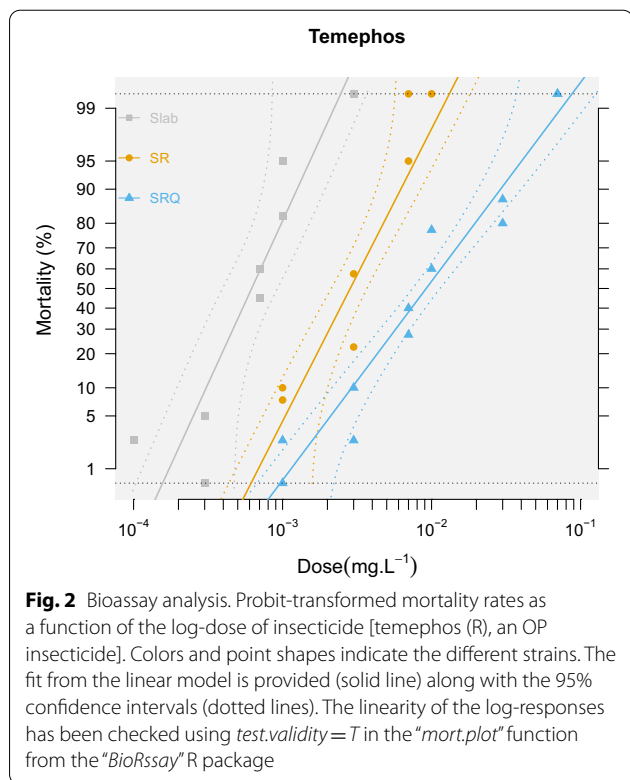 Temephos
Mortality (%)
99
95
90
80
70
60
50
40
30
20
10
5
1
Slab
SR
SRQ
10⁻⁴
10⁻³
10⁻²
10⁻¹
Dose(mg.L⁻¹)
Fig. 2 Bioassay analysis. Probit-transformed mortality rates as
a function of the log-dose of insecticide [temephos (R), an OP
insecticide]. Colors and point shapes indicate the different strains. The
fit from the linear model is provided (solid line) along with the 95%
confidence intervals (dotted lines). The linearity of the log-responses
has been checked using test.validity = T in the “mort.plot” function
from the “BioRssay” R package